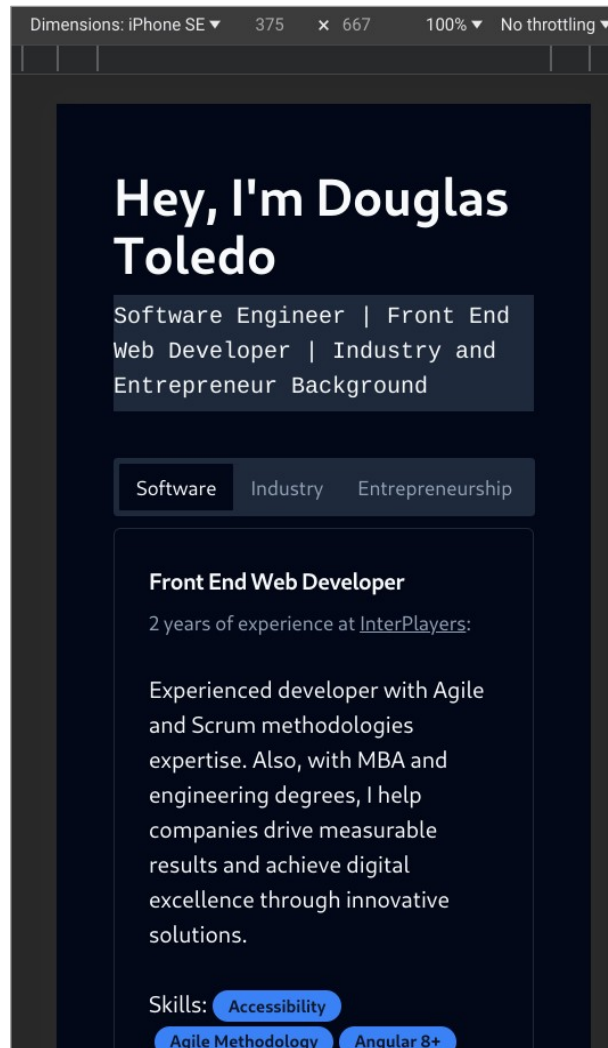 Dimensions: iPhone SE ▼ 375 × 667 100% ▼ No throttling ▼
Hey, I'm Douglas
Toledo
Software Engineer | Front End
Web Developer | Industry and
Entrepreneur Background
Software Industry Entrepreneurship
Front End Web Developer
2 years of experience at InterPlayers:
Experienced developer with Agile
and Scrum methodologies
expertise. Also, with MBA and
engineering degrees, I help
companies drive measurable
results and achieve digital
excellence through innovative
solutions.
Skills: Accessibility
Agile Methodology Angular 8+